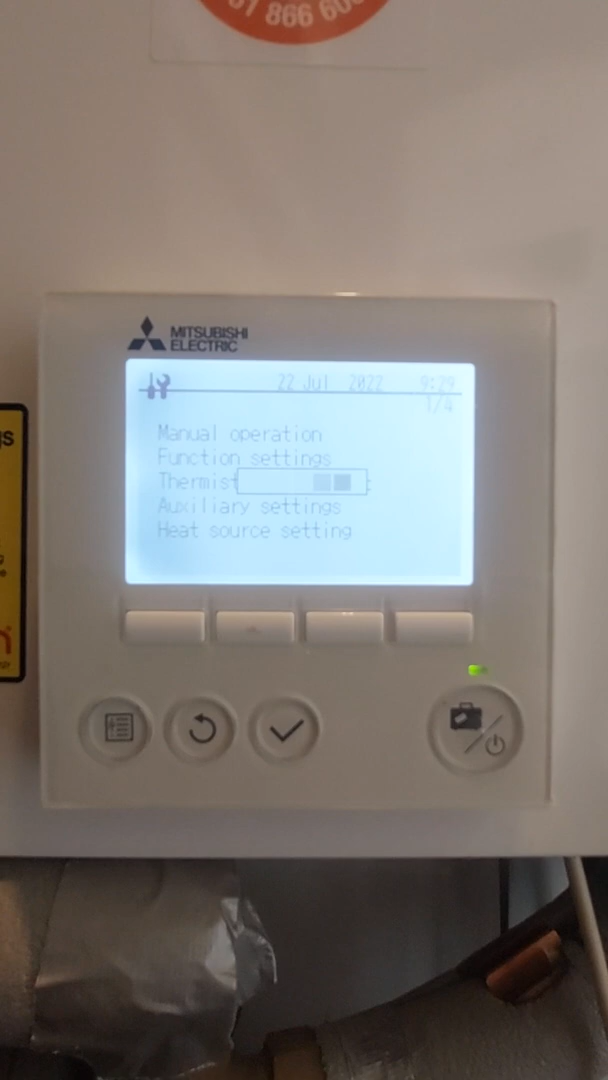 866 60
MITSUBISHI
ELECTRIC
22 Jul 2022 9:29
1/4
Manual operation
Function settings
Auxiliary settings
Heat source setting